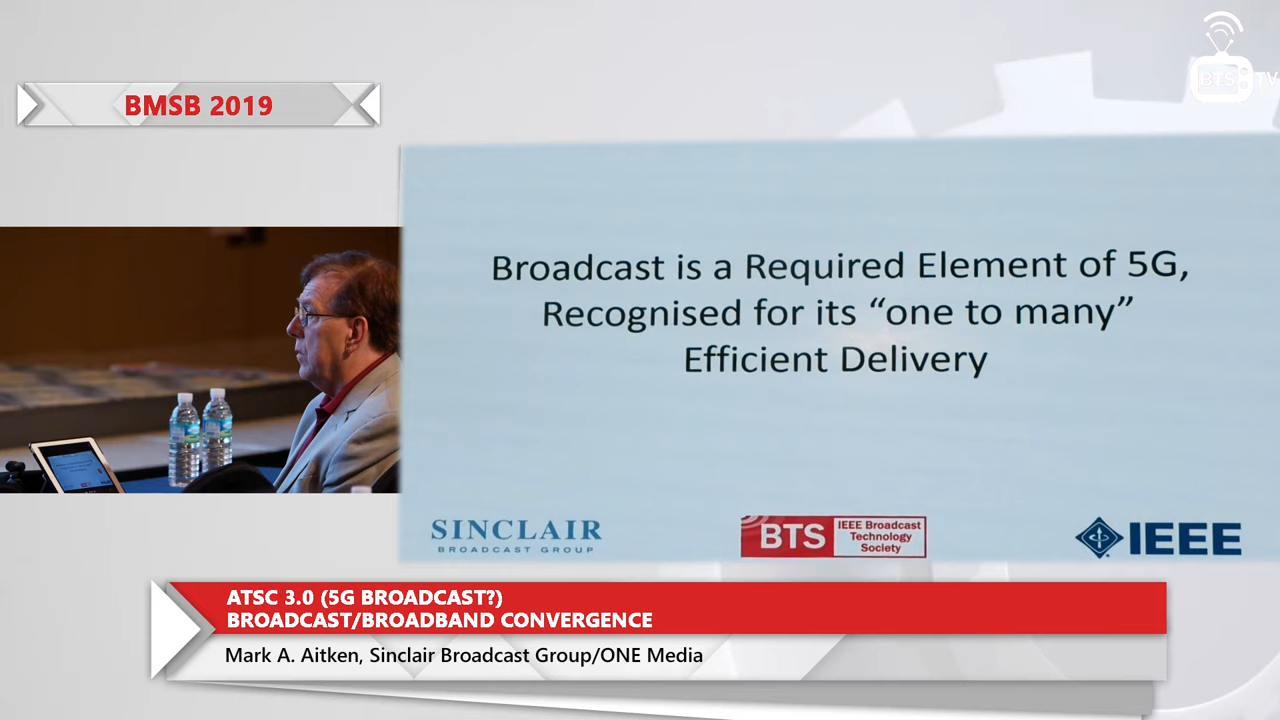 BTS TV
BMSB 2019
Broadcast is a Required Element of 5G,
Recognised for its “one to many”
Efficient Delivery
SINCLAIR
BROADCAST GROUP
BTS
IEEE Broadcast
Technology
Society
IEEE
ATSC 3.0 (5G BROADCAST?)
BROADCAST/BROADBAND CONVERGENCE
Mark A. Aitken, Sinclair Broadcast Group/ONE Media